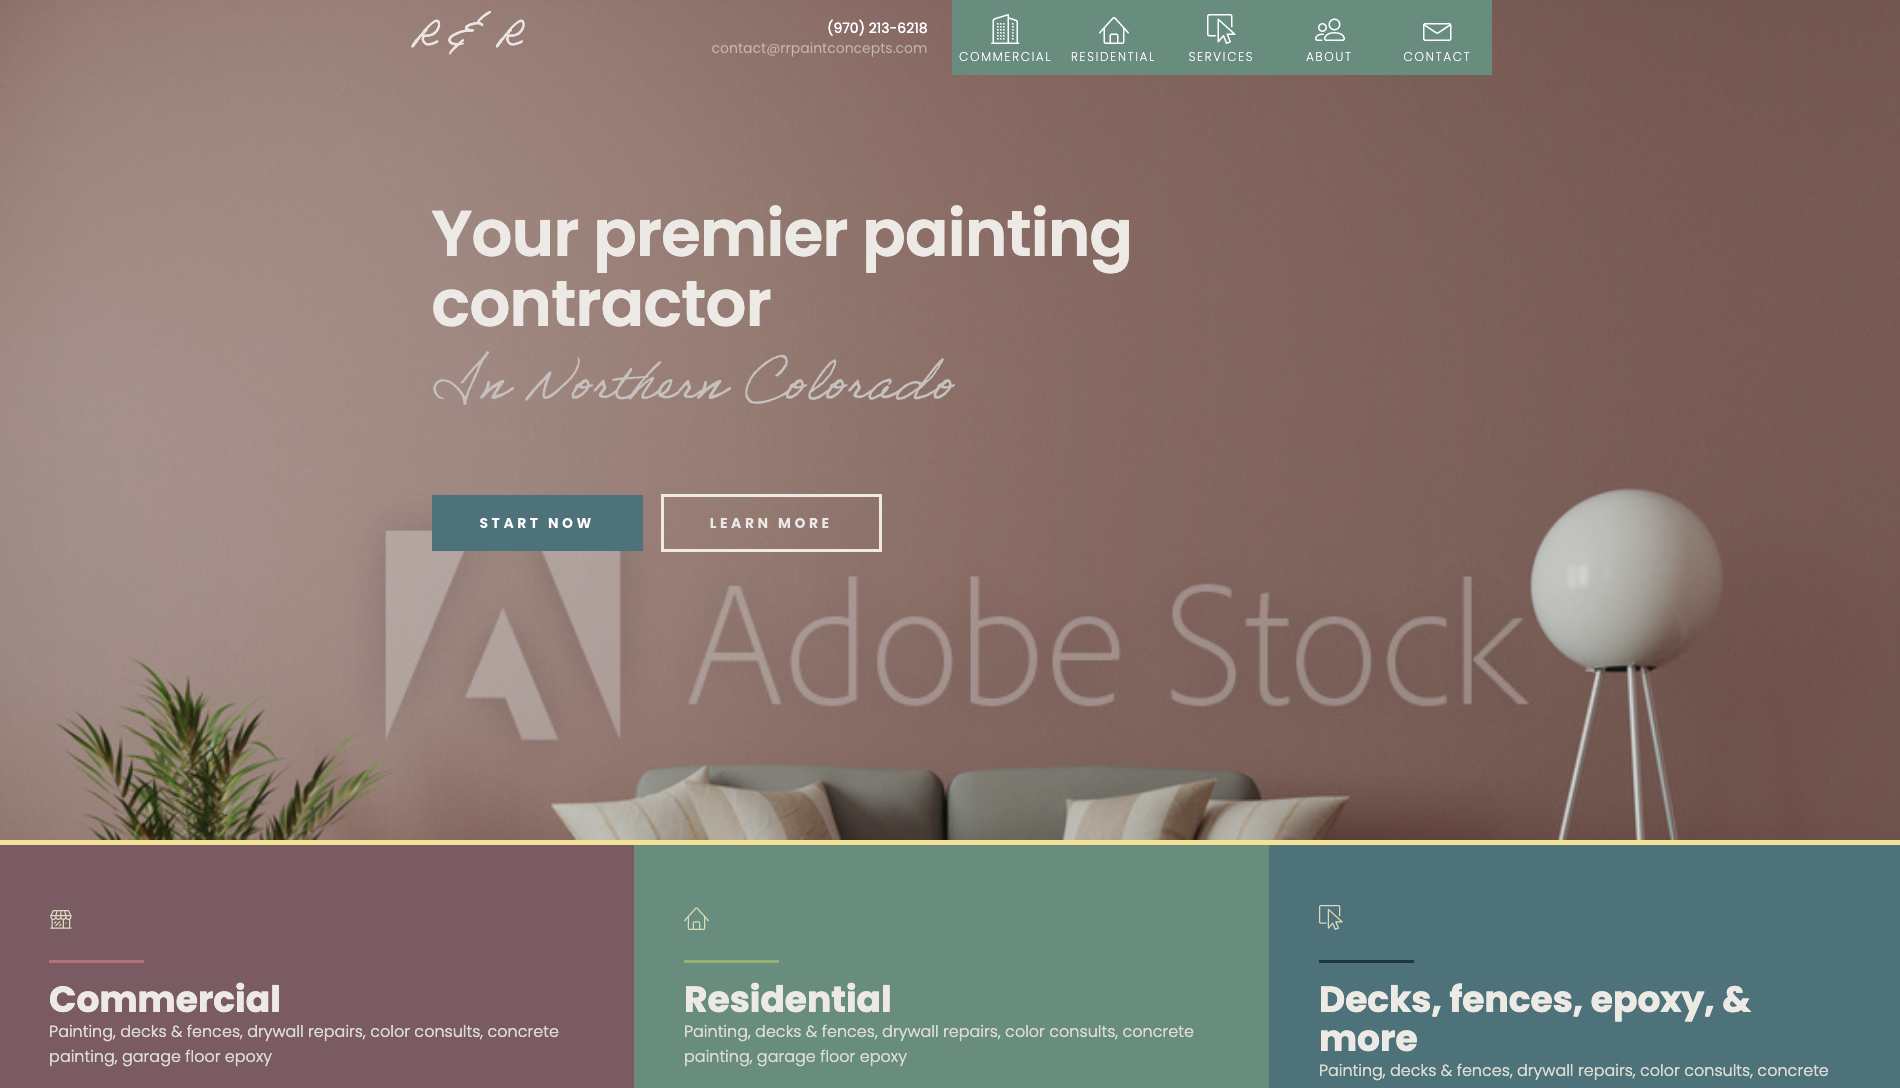 R & R
(970) 213-6218
contact@rrpaintconcepts.com
COMMERCIAL
RESIDENTIAL
SERVICES
ABOUT
CONTACT
Your premier painting
contractor
In Northern Colorado
START NOW
LEARN MORE
Adobe Stock
Commercial
Painting, decks & fences, drywall repairs, color consults, concrete
painting, garage floor epoxy
Residential
Painting, decks & fences, drywall repairs, color consults, concrete
painting, garage floor epoxy
Decks, fences, epoxy, &
more
Painting, decks & fences, drywall repairs, color consults, concrete